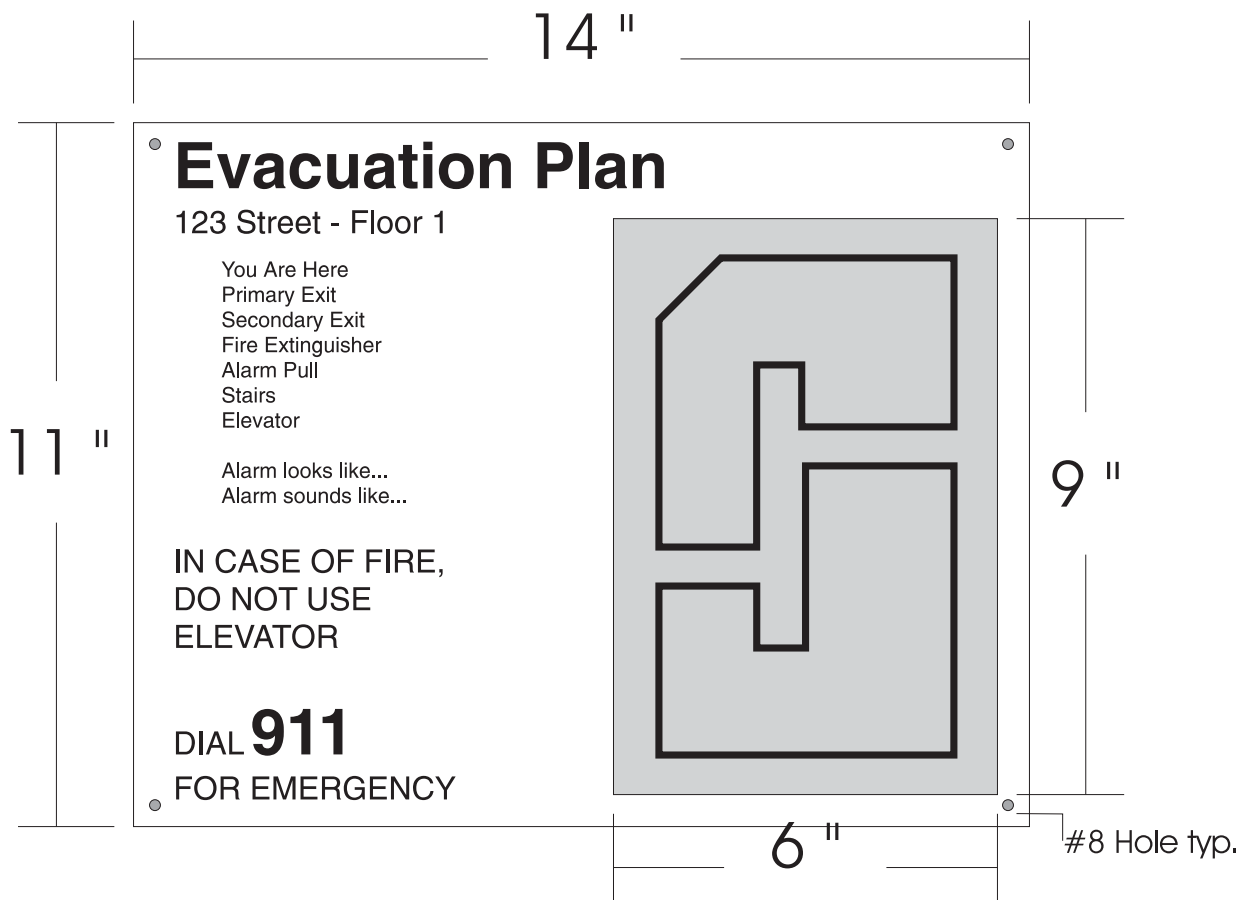 14 "
Evacuation Plan
123 Street - Floor 1
You Are Here
Primary Exit
Secondary Exit
Fire Extinguisher
Alarm Pull
Stairs
Elevator
Alarm looks like...
Alarm sounds like...
11 "
9 "
IN CASE OF FIRE,
DO NOT USE
ELEVATOR
DIAL 911
FOR EMERGENCY
6 "
#8 Hole typ.